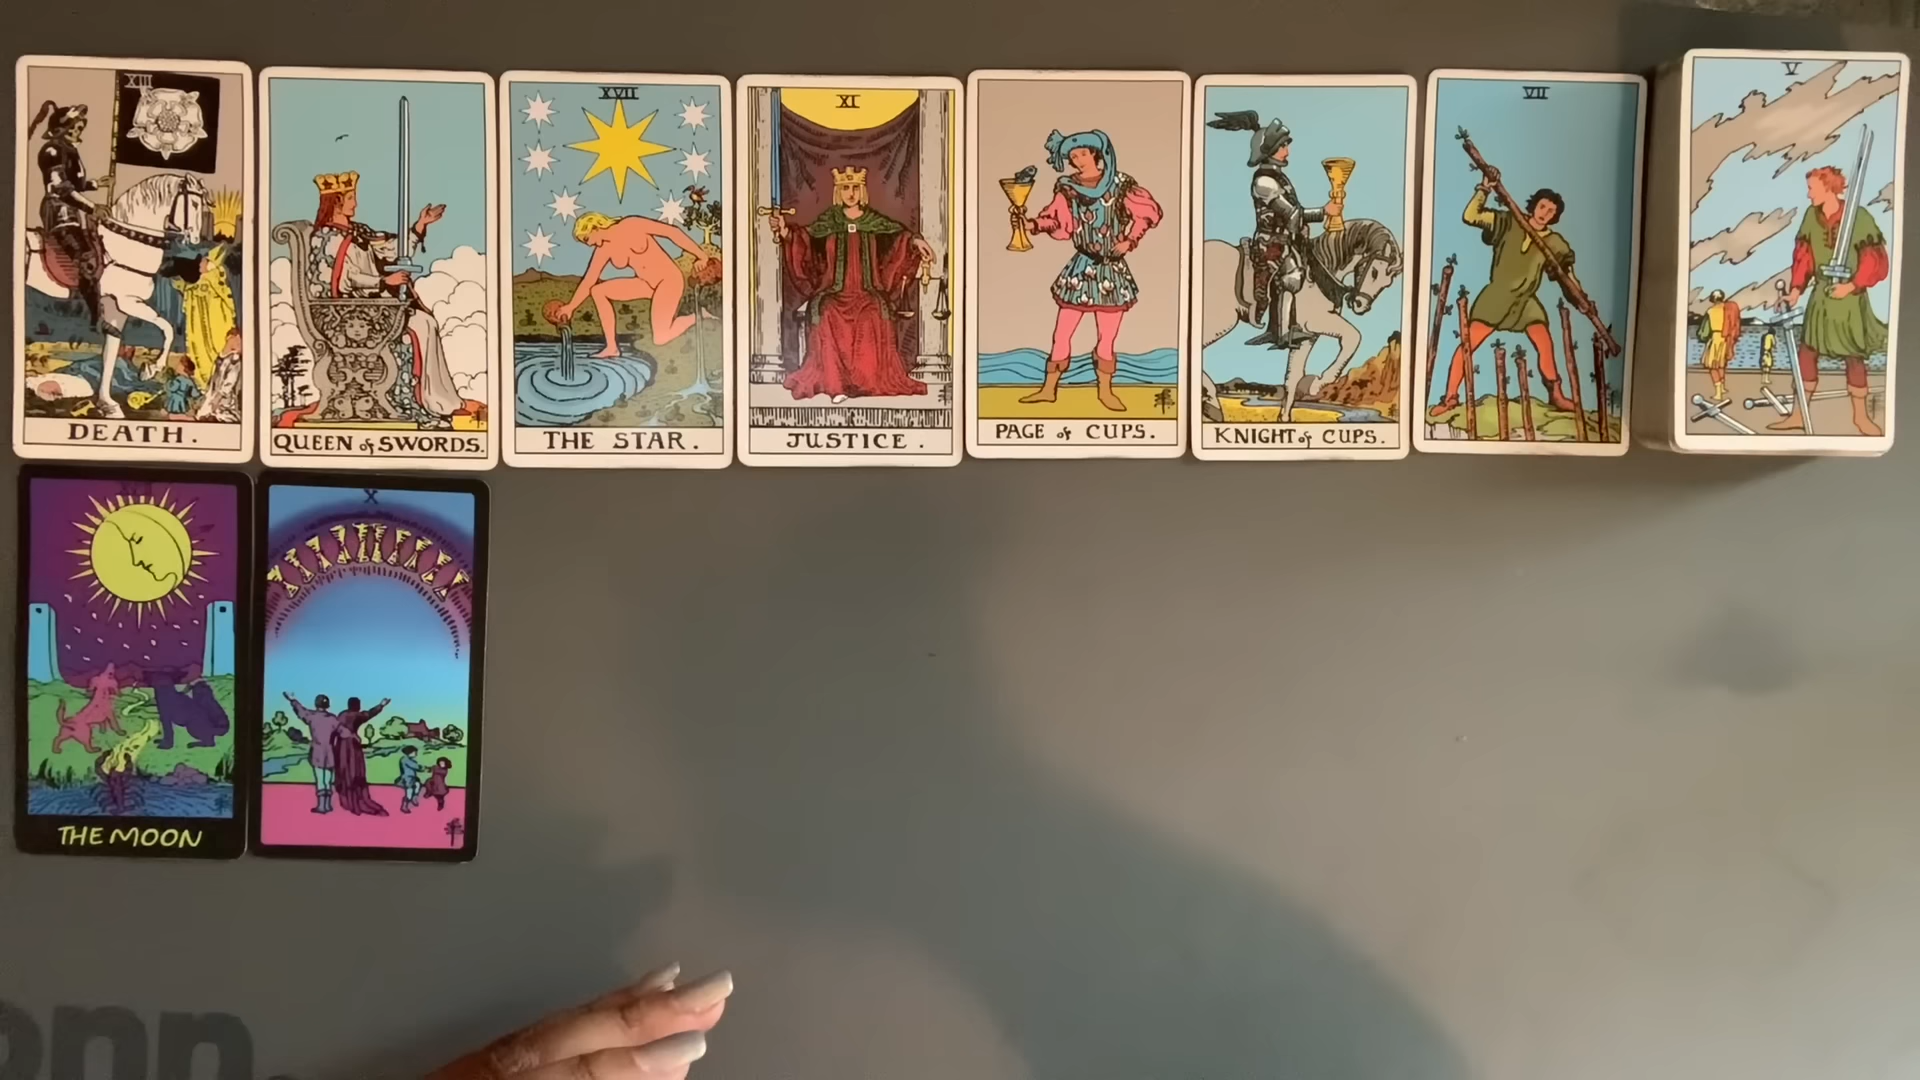 XIII
DEATH.
QUEEN of SWORDS.
XVII
THE STAR.
XI
JUSTICE.
PAGE of CUPS.
KNIGHT of CUPS.
VII
V
THE MOON
X